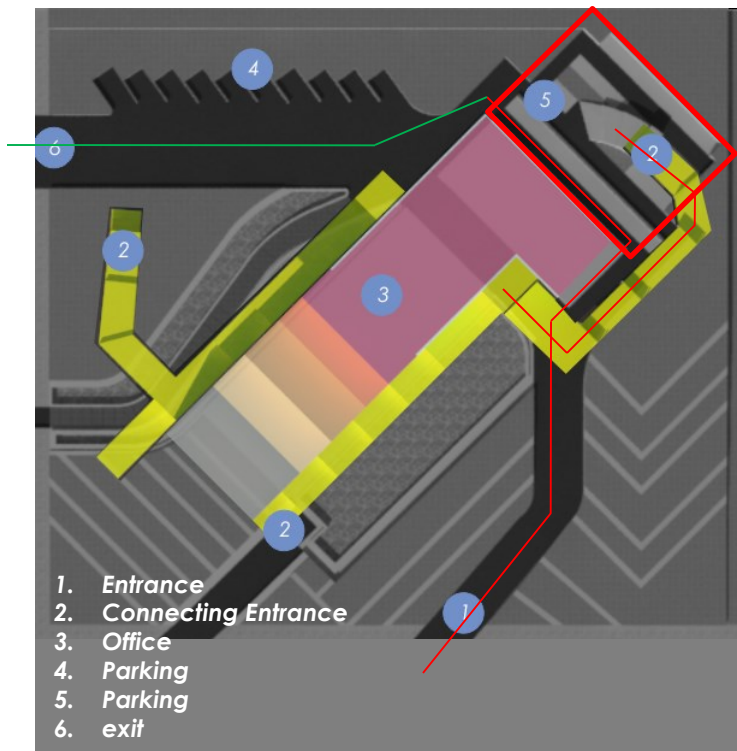 4
5
6
2
2
3
2
1
1. Entrance
2. Connecting Entrance
3. Office
4. Parking
5. Parking
6. exit